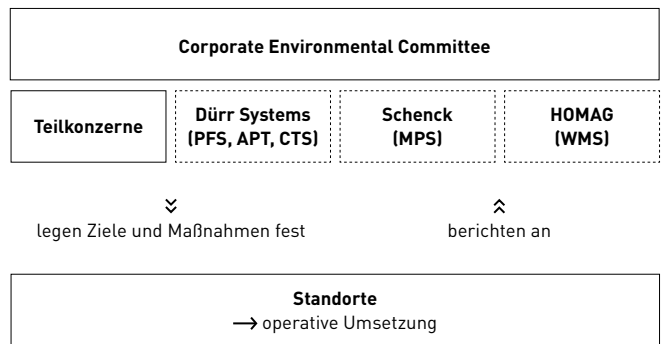 Corporate Environmental Committee
Teilkonzerne
Dürr Systems
(PFS, APT, CTS)
Schenck
(MPS)
HOMAG
(WMS)
legen Ziele und Maßnahmen fest
berichten an
Standorte
→ operative Umsetzung